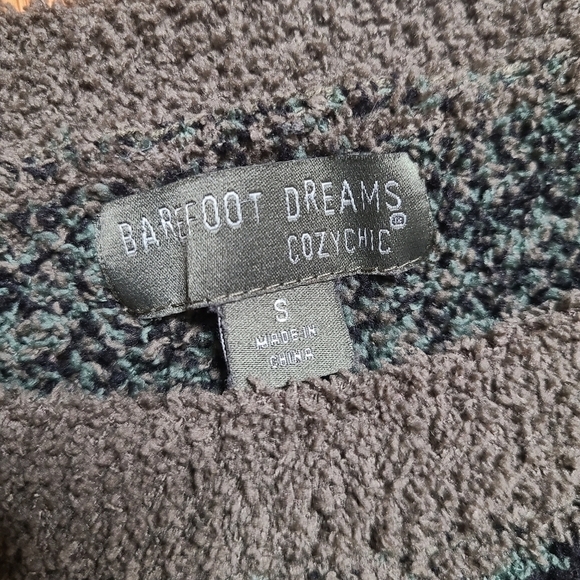 BAREFOOT DREAMS
COZYCHIC
S
MADE IN
CHINA